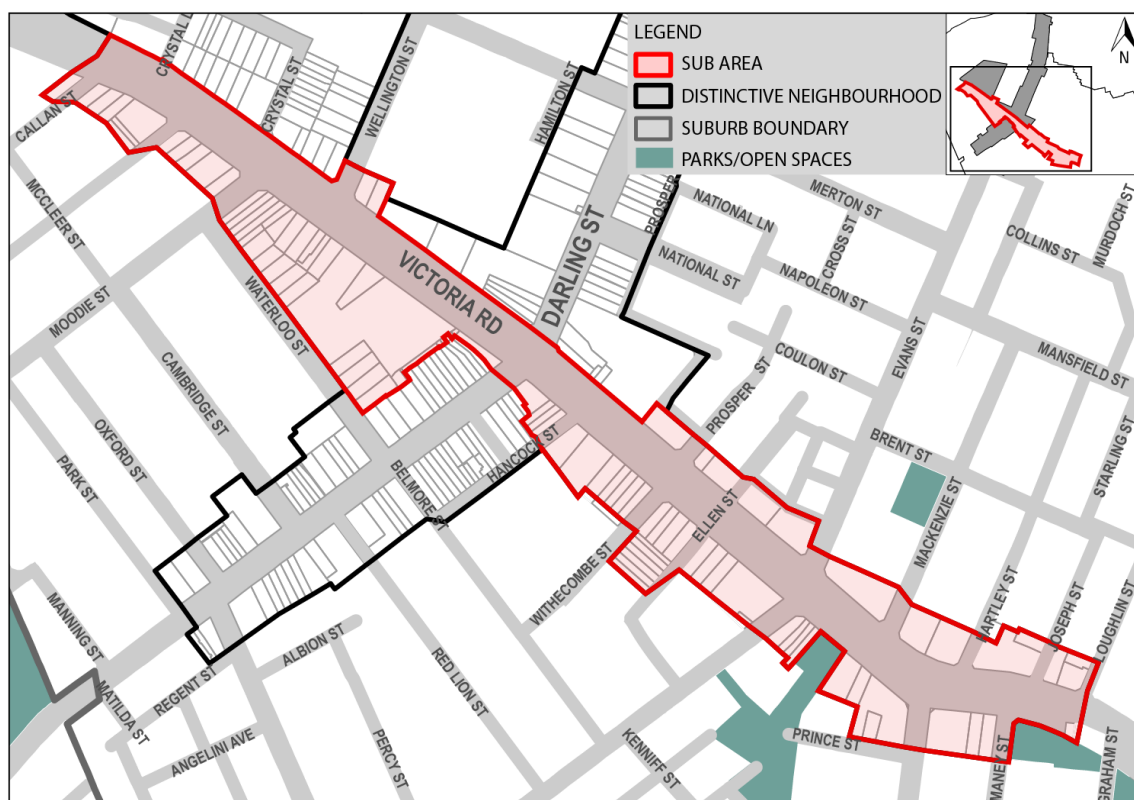 LEGEND
SUB AREA
DISTINCTIVE NEIGHBOURHOOD
SUBURB BOUNDARY
PARKS/OPEN SPACES
N
CRYSTAL
CRYSTAL ST
WELLINGTON ST
HAMILTON ST
CALLAN ST
MCCLEER ST
MOODIE ST
WATERLOO ST
CAMBRIDGE ST
OXFORD ST
PARK ST
VICTORIA RD
DARLING ST
PROSPER
NATIONAL LN
NATIONAL ST
MERTON ST
CROSS ST
NAPOLEON ST
COLLINS ST
MURDOCH ST
EVANS ST
COULON ST
PROSPER ST
MANSFIELD ST
BRENT ST
STARLING ST
MACKENZIE ST
HANCOCK ST
BELMORE ST
ELLEN ST
WITHECOMBE ST
HARTLEY ST
JOSEPH ST
LOUGHLIN ST
MANNING ST
MATILDA ST
REGENT ST
ALBION ST
ANGELINI AVE
PERCY ST
RED LION ST
KENNIFF ST
PRINCE ST
MANEY ST
GRAHAM ST